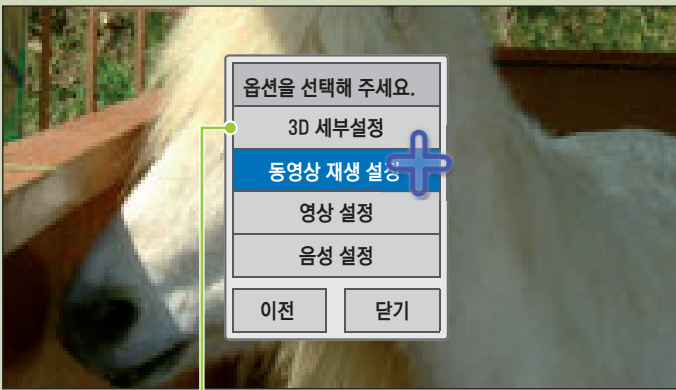 옵션을 선택해 주세요.
3D 세부설정
동영상 재생 설정
영상 설정
음성 설정
이전 닫기